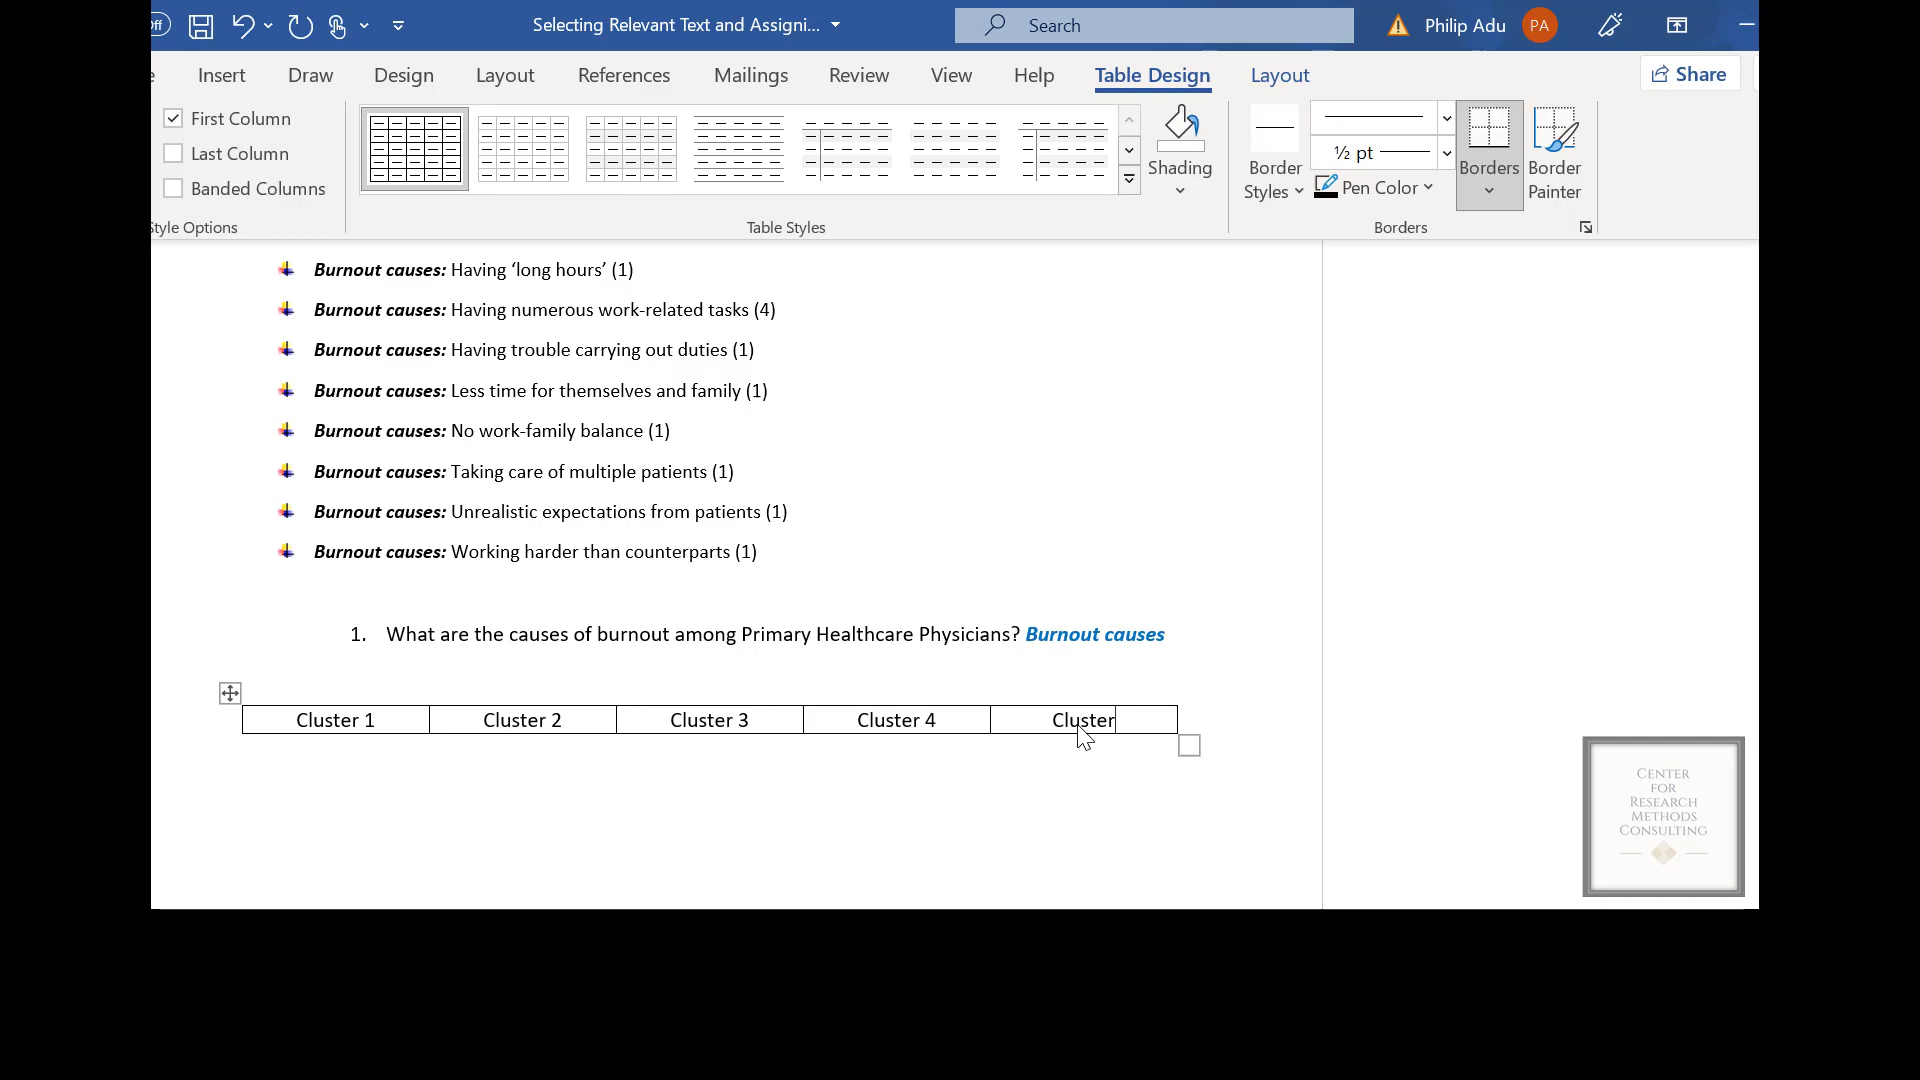 Off Selecting Relevant Text and Assigni... Search Philip Adu PA
Insert Draw Design Layout References Mailings Review View Help Table Design Layout Share
First Column
Last Column
Banded Columns
Style Options
Table Styles
Shading
Border Styles
½ pt
Pen Color
Borders
Border Painter
Borders
Burnout causes: Having ‘long hours’ (1)
Burnout causes: Having numerous work-related tasks (4)
Burnout causes: Having trouble carrying out duties (1)
Burnout causes: Less time for themselves and family (1)
Burnout causes: No work-family balance (1)
Burnout causes: Taking care of multiple patients (1)
Burnout causes: Unrealistic expectations from patients (1)
Burnout causes: Working harder than counterparts (1)
1. What are the causes of burnout among Primary Healthcare Physicians? Burnout causes
Cluster 1 Cluster 2 Cluster 3 Cluster 4 Cluster
CENTER
FOR
RESEARCH
METHODS
CONSULTING